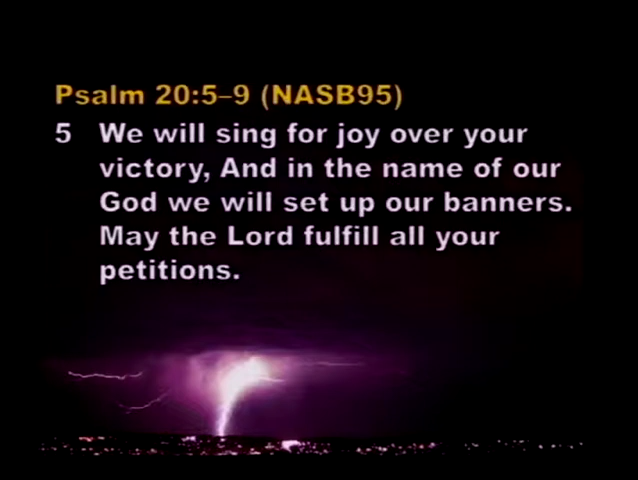 Psalm 20:5–9 (NASB95)
5 We will sing for joy over your
victory, And in the name of our
God we will set up our banners.
May the Lord fulfill all your
petitions.